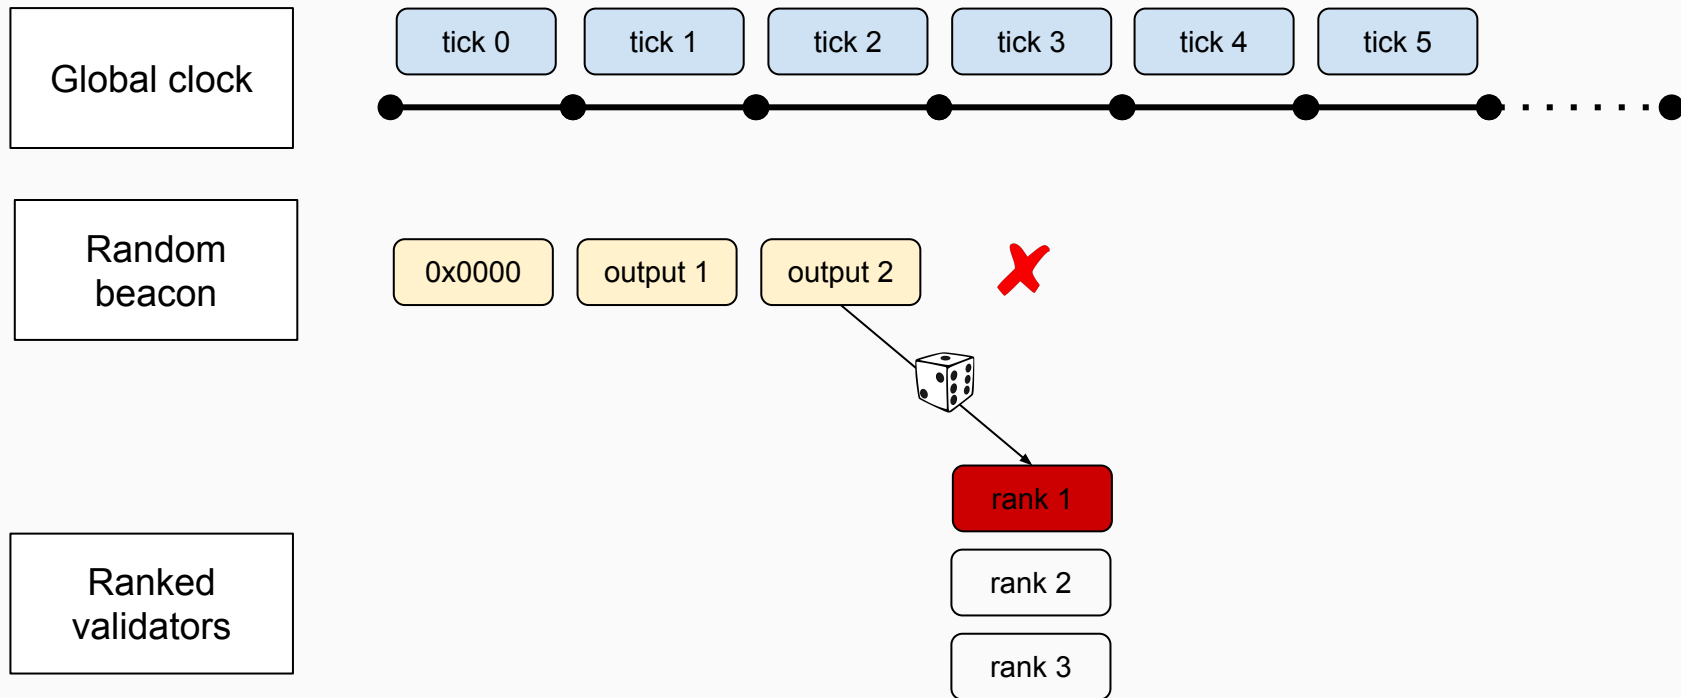 Global clock
tick 0
tick 1
tick 2
tick 3
tick 4
tick 5
Random
beacon
0x0000
output 1
output 2
Ranked
validators
rank 1
rank 2
rank 3